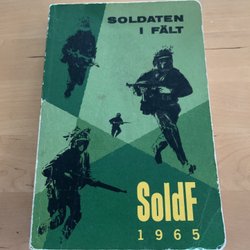 SOLDATEN
I FÄLT
SoldF
1965